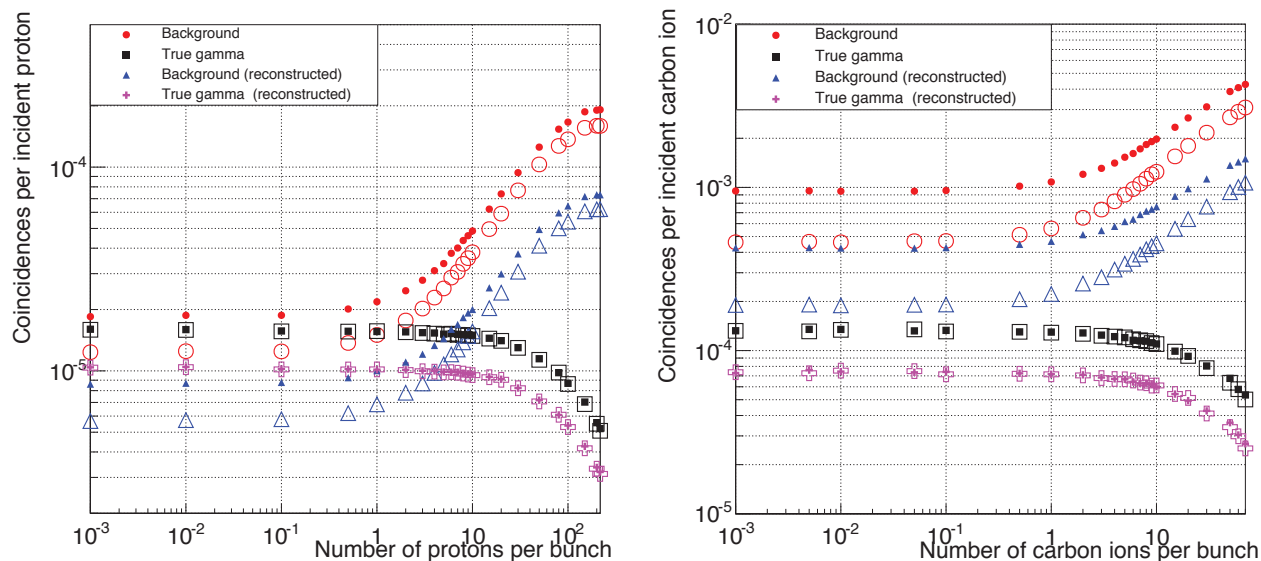 Coincidences per incident proton
Background
True gamma
Background (reconstructed)
True gamma (reconstructed)
10^-4
10^-5
10^-3
10^-2
10^-1
1
10
10^2
Number of protons per bunch
Coincidences per incident carbon ion
10^-2
Background
True gamma
Background (reconstructed)
True gamma (reconstructed)
10^-3
10^-4
10^-5
10^-3
10^-2
10^-1
1
10
Number of carbon ions per bunch